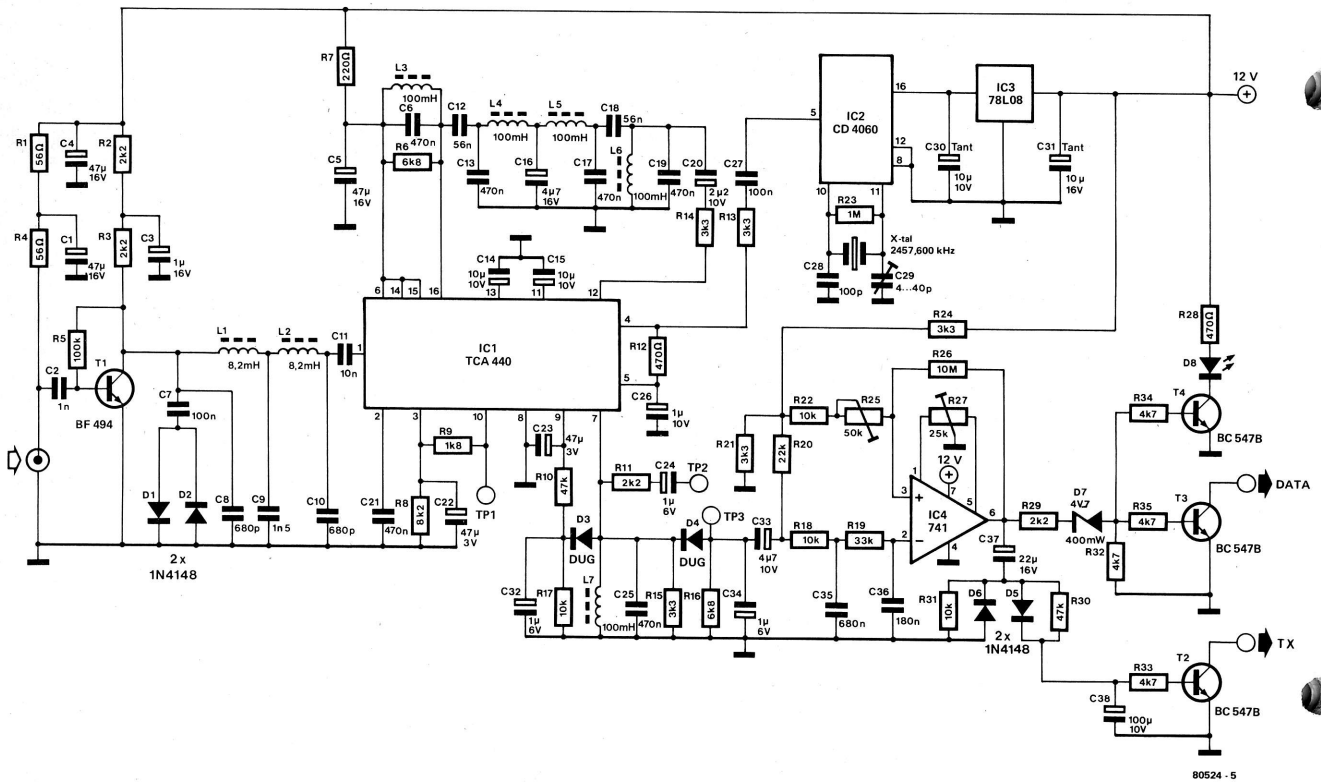 R7
220Ω
L3
100mH
C6
470n
R6
6k8
C12
56n
L4
100mH
L5
100mH
C18
56n
C13
470n
C16
4µ7
16V
C17
470n
L6
100mH
C19
470n
C20
2µ2
10V
C27
100n
R14
3k3
R13
3k3
C5
47µ
16V
R1
56Ω
C4
47µ
16V
R2
2k2
R4
56Ω
C1
47µ
16V
R3
2k2
C3
1µ
16V
R5
100k
C2
1n
T1
BF 494
IC2
CD 4060
5
16
12
8
10
11
IC3
78L08
12 V
C30
Tant
10µ
10V
C31
Tant
10µ
16V
R23
1M
X-tal
2457,600 kHz
C28
100p
C29
4...40p
C14
10µ
10V
C15
10µ
10V
6
14
15
16
13
11
12
IC1
TCA 440
1
4
5
2
3
10
8
9
7
L1
8,2mH
L2
8,2mH
C11
10n
C7
100n
D1
D2
2x
1N4148
C8
680p
C9
1n5
C10
680p
C21
470n
R8
8k2
R9
1k8
C22
47µ
3V
TP1
C23
47µ
3V
R10
47k
R11
2k2
C24
1µ
6V
TP2
R12
470Ω
C26
1µ
10V
D3
DUG
D4
DUG
TP3
C33
4µ7
10V
C32
1µ
6V
R17
10k
L7
100mH
C25
470n
R15
3k3
R16
6k8
C34
1µ
6V
R24
3k3
R26
10M
R22
10k
R25
50k
R27
25k
R21
3k3
R20
22k
R18
10k
R19
33k
C35
680n
C36
180n
12 V
1
7
5
3
+
2
−
6
4
IC4
741
R29
2k2
D7
4V7
400mW
C37
22µ
16V
R31
10k
D6
D5
R30
47k
2x
1N4148
R28
470Ω
D8
R34
4k7
T4
BC 547B
R35
4k7
T3
BC 547B
DATA
R32
4k7
R33
4k7
T2
BC 547B
TX
C38
100µ
10V
80524 - 5